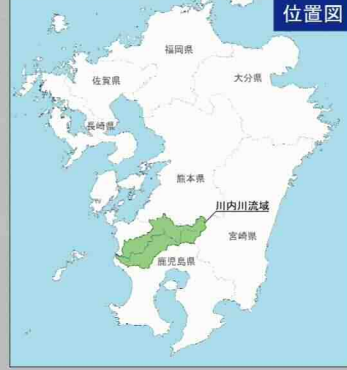 位置図
福岡県
佐賀県
大分県
長崎県
熊本県
川内川流域
宮崎県
鹿児島県